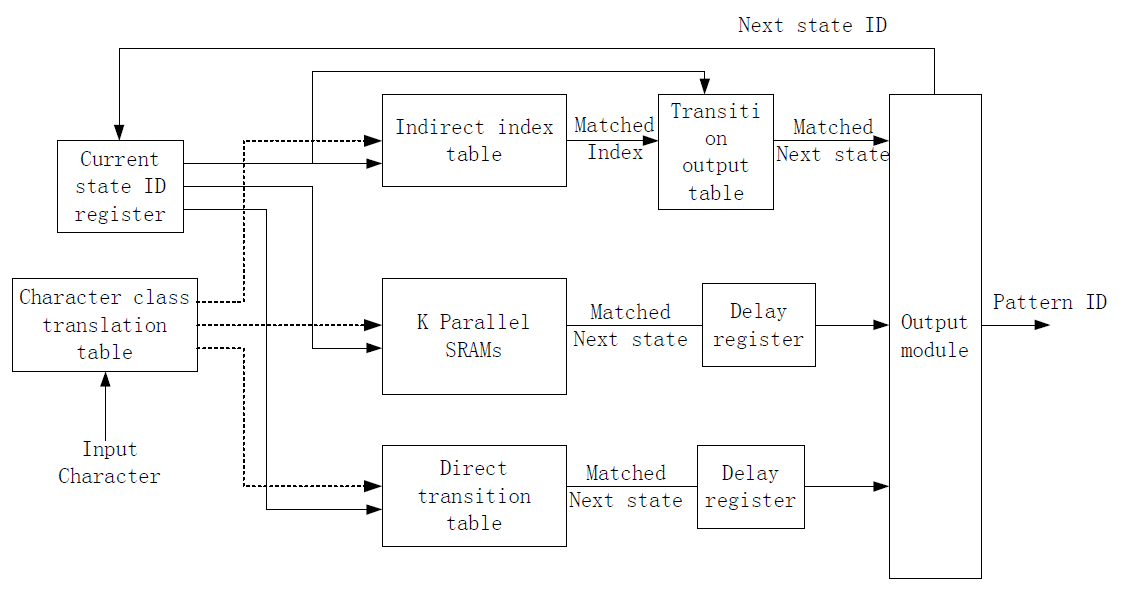 Next state ID
Current
state ID
register
Indirect index
table
Matched
Index
Transiti
on
output
table
Matched
Next state
Character class
translation
table
Input
Character
K Parallel
SRAMs
Matched
Next state
Delay
register
Output
module
Pattern ID
Direct
transition
table
Matched
Next state
Delay
register